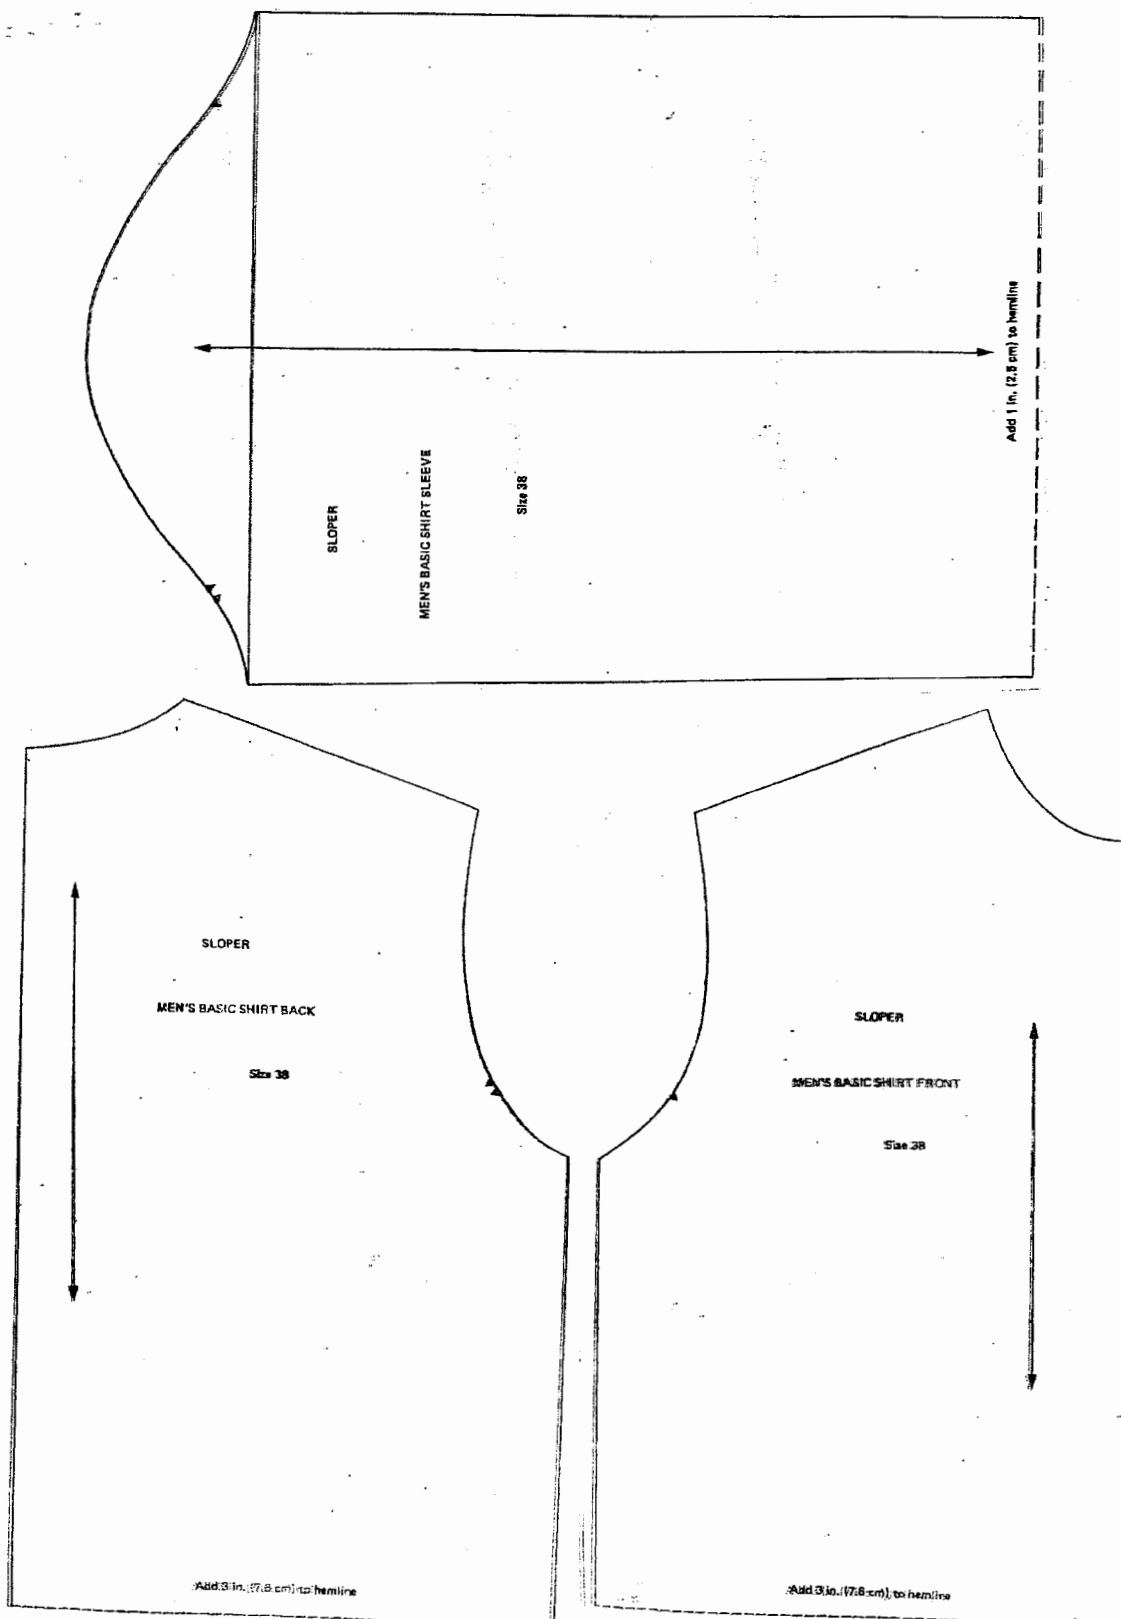 SLOPER
MEN'S BASIC SHIRT SLEEVE
Size 38
Add 1 in. (2.5 cm) to hemline
SLOPER
MEN'S BASIC SHIRT BACK
Size 38
Add 3 in. (7.6 cm) to hemline
SLOPER
MEN'S BASIC SHIRT FRONT
Size 38
Add 3 in. (7.6 cm) to hemline